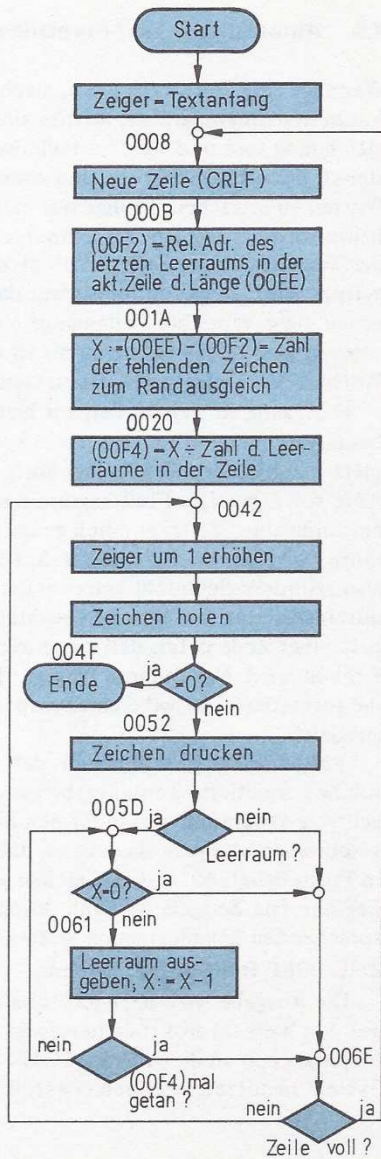 Start
Zeiger = Textanfang
0008
Neue Zeile (CRLF)
000B
(00F2) = Rel. Adr. des
letzten Leerraums in der
akt. Zeile d. Länge (00EE)
001A
X := (00EE) – (00F2) = Zahl
der fehlenden Zeichen
zum Randausgleich
0020
(00F4) = X ÷ Zahl d. Leer-
räume in der Zeile
0042
Zeiger um 1 erhöhen
Zeichen holen
004F
Ende
ja
=0?
nein
0052
Zeichen drucken
005D
ja
nein
Leerraum ?
X=0?
ja
0061
nein
Leerraum aus-
geben; X := X-1
nein
ja
006E
(00F4) mal
getan ?
nein
ja
Zeile voll ?